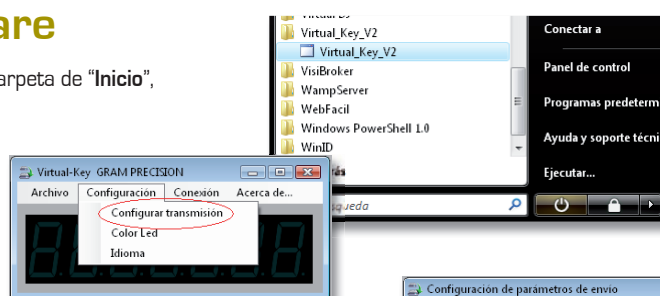 are
Virtual_Key_V2
Virtual_Key_V2
arpeta de “Inicio”,
VisiBroker
WampServer
WebFacil
Windows PowerShell 1.0
WinID
Conectar a
Panel de control
Programas predeterm
Ayuda y soporte técni
Ejecutar...
Virtual-Key GRAM PRECISION
Archivo Configuración Conexión Acerca de...
Configurar transmisión
Color Led
Idioma
Configuración de parámetros de envio